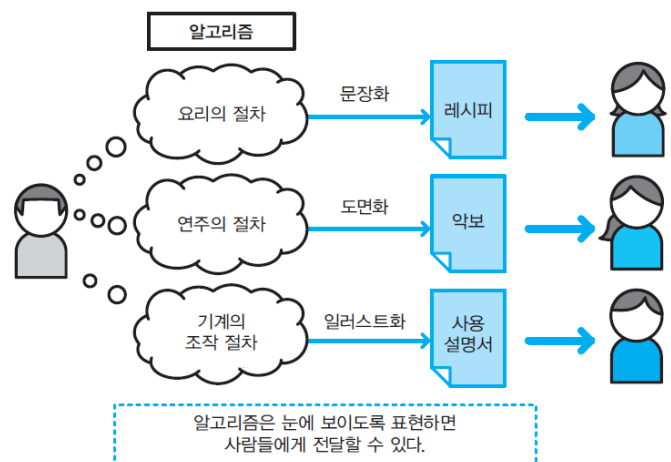 알고리즘
요리의 절차
문장화
레시피
연주의 절차
도면화
악보
기계의
조작 절차
일러스트화
사용
설명서
알고리즘은 눈에 보이도록 표현하면
사람들에게 전달할 수 있다.